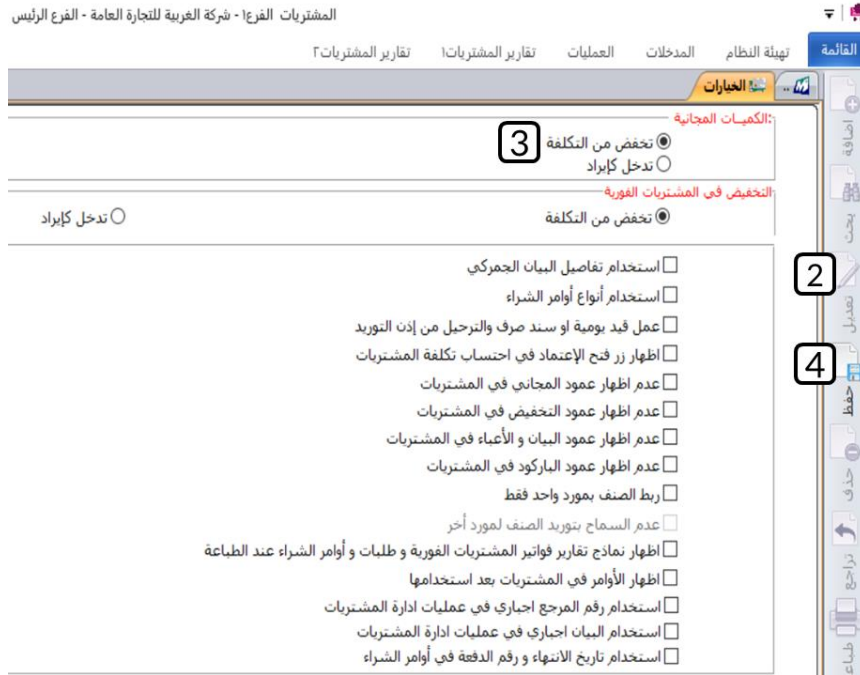 المشتريات الفرع١ - شركة الغربية للتجارة العامة - الفرع الرئيس
القائمة تهيئة النظام المدخلات العمليات تقارير المشتريات١ تقارير المشتريات٢
الخيارات
:الكميــات المجانية
تخفض من التكلفة
3
تدخل كإيراد
التخفيض في المشتريات الفورية
تخفض من التكلفة تدخل كإيراد
استخدام تفاصيل البيان الجمركي
استخدام أنواع أوامر الشراء
عمل قيد يومية او سند صرف والترحيل من إذن التوريد
اظهار زر فتح الإعتماد في احتساب تكلفة المشتريات
عدم اظهار عمود المجاني في المشتريات
عدم اظهار عمود التخفيض في المشتريات
عدم اظهار عمود البيان و الأعباء في المشتريات
عدم اظهار عمود الباركود في المشتريات
ربط الصنف بمورد واحد فقط
عدم السماح بتوريد الصنف لمورد أخر
اظهار نماذج تقارير فواتير المشتريات الفورية و طلبات و أوامر الشراء عند الطباعة
اظهار الأوامر في المشتريات بعد استخدامها
استخدام رقم المرجع اجباري في عمليات ادارة المشتريات
استخدام البيان اجباري في عمليات ادارة المشتريات
استخدام تاريخ الانتهاء و رقم الدفعة في أوامر الشراء
اضافة
بحث
2
تعديل
4
حفظ
حذف
تراجع
طباع